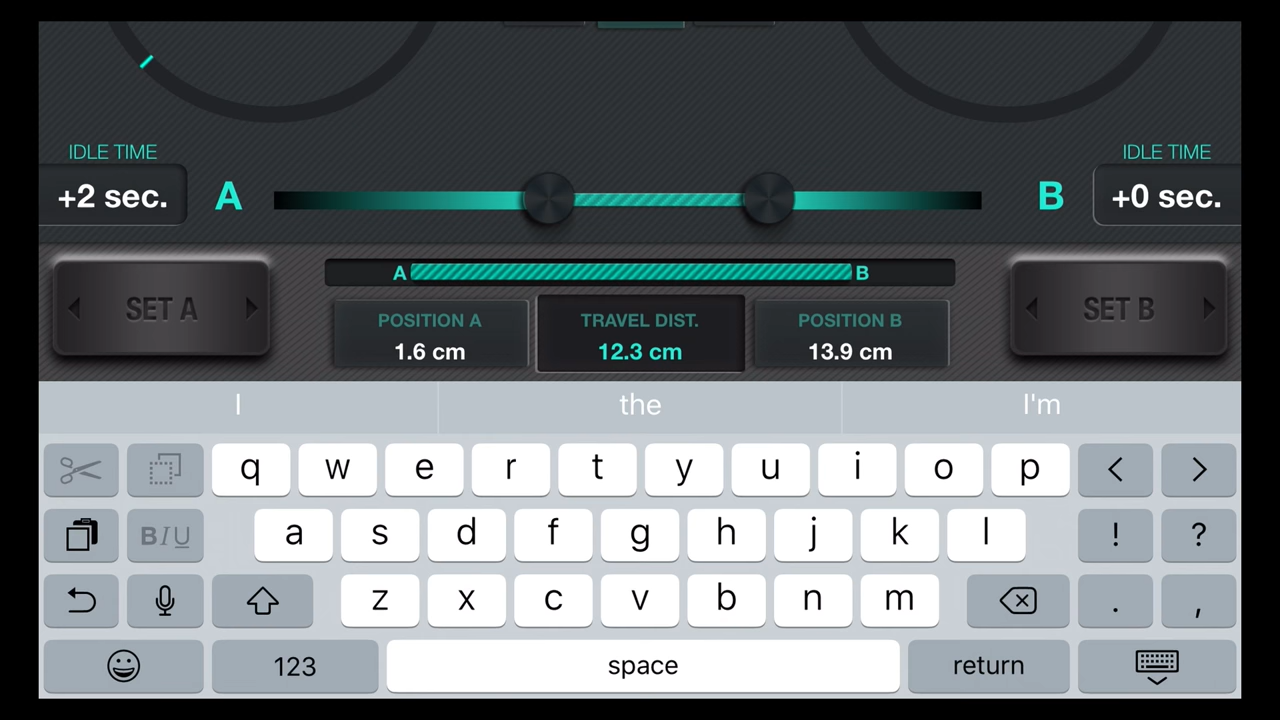 IDLE TIME
IDLE TIME
+2 sec.
A
B
+0 sec.
A
B
SET A
POSITION A
1.6 cm
TRAVEL DIST.
12.3 cm
POSITION B
13.9 cm
SET B
I
the
I'm
q w e r t y u i o p < >
B I U a s d f g h j k l ! ?
z x c v b n m . ,
123 space return